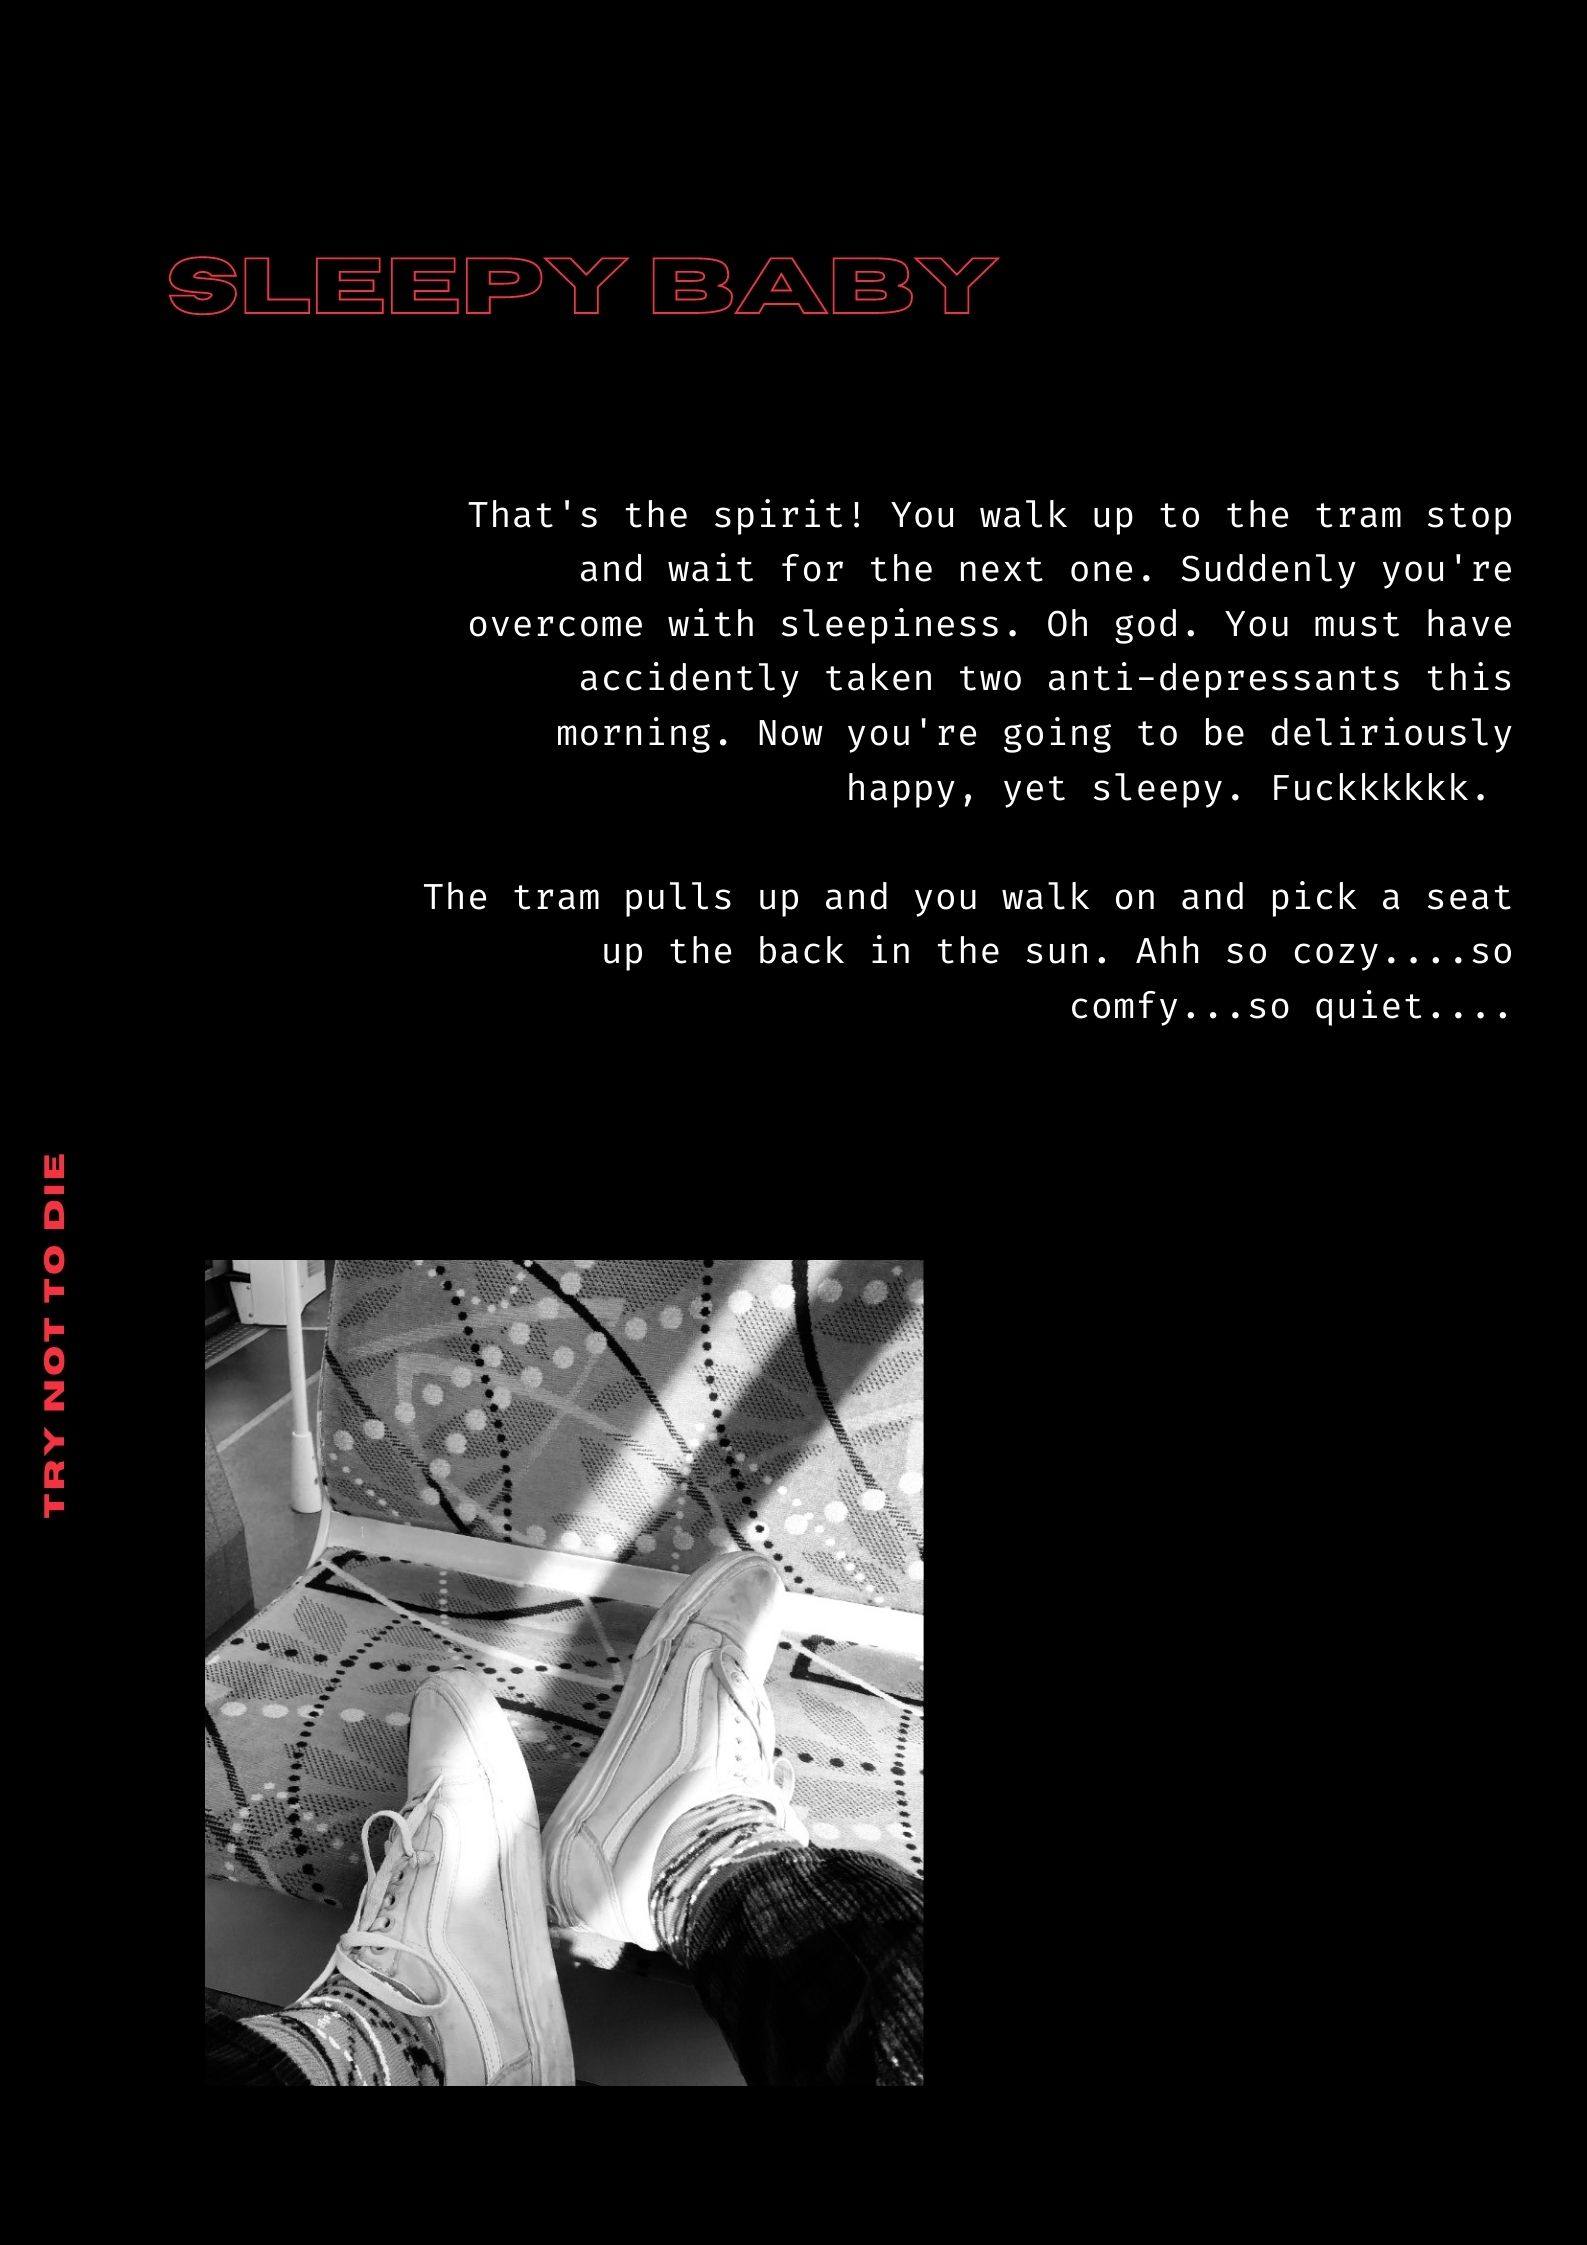 SLEEPY BABY
That's the spirit! You walk up to the tram stop
and wait for the next one. Suddenly you're
overcome with sleepiness. Oh god. You must have
accidently taken two anti-depressants this
morning. Now you're going to be deliriously
happy, yet sleepy. Fuckkkkkk.
The tram pulls up and you walk on and pick a seat
up the back in the sun. Ahh so cozy....so
comfy...so quiet....
TRY NOT TO DIE